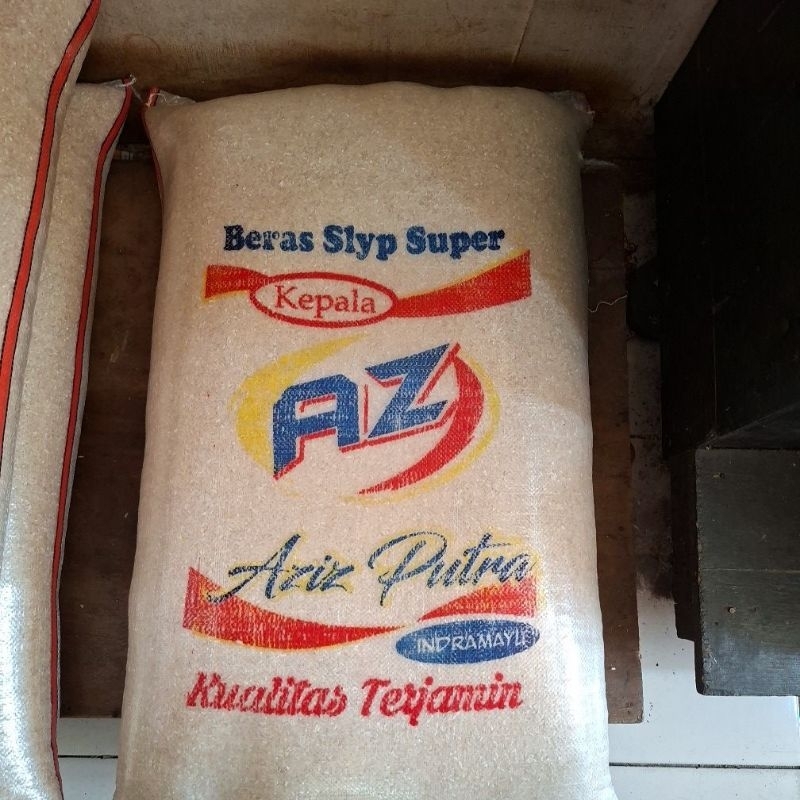 Beras Slyp Super
Kepala
AZ
Aziz Putra
INDRAMAYU
Kualitas Terjamin